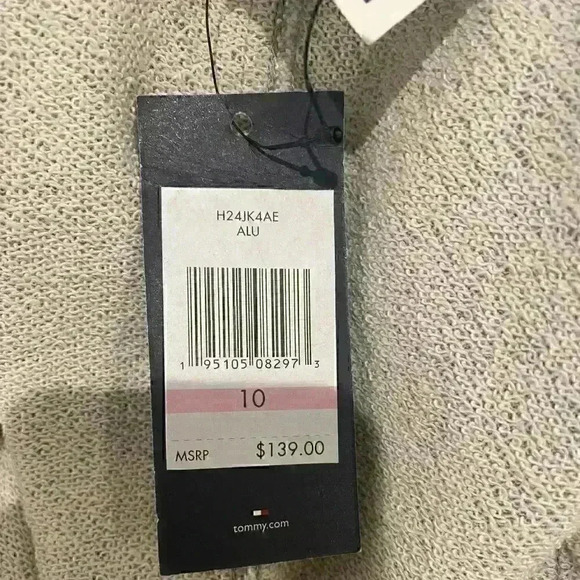 H24JK4AE
ALU
1 95105 08297 3
10
MSRP $139.00
tommy.com